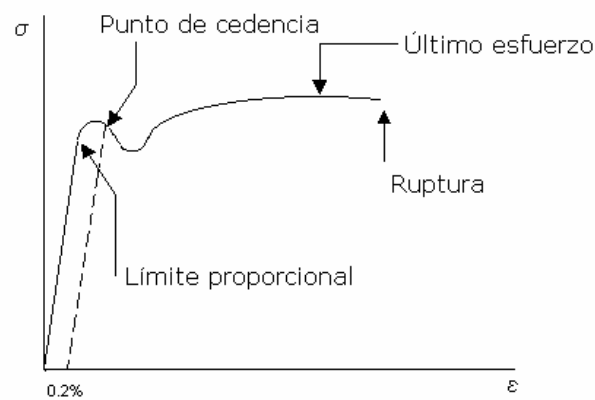 σ
Punto de cedencia
Último esfuerzo
Ruptura
Límite proporcional
0.2%
ε